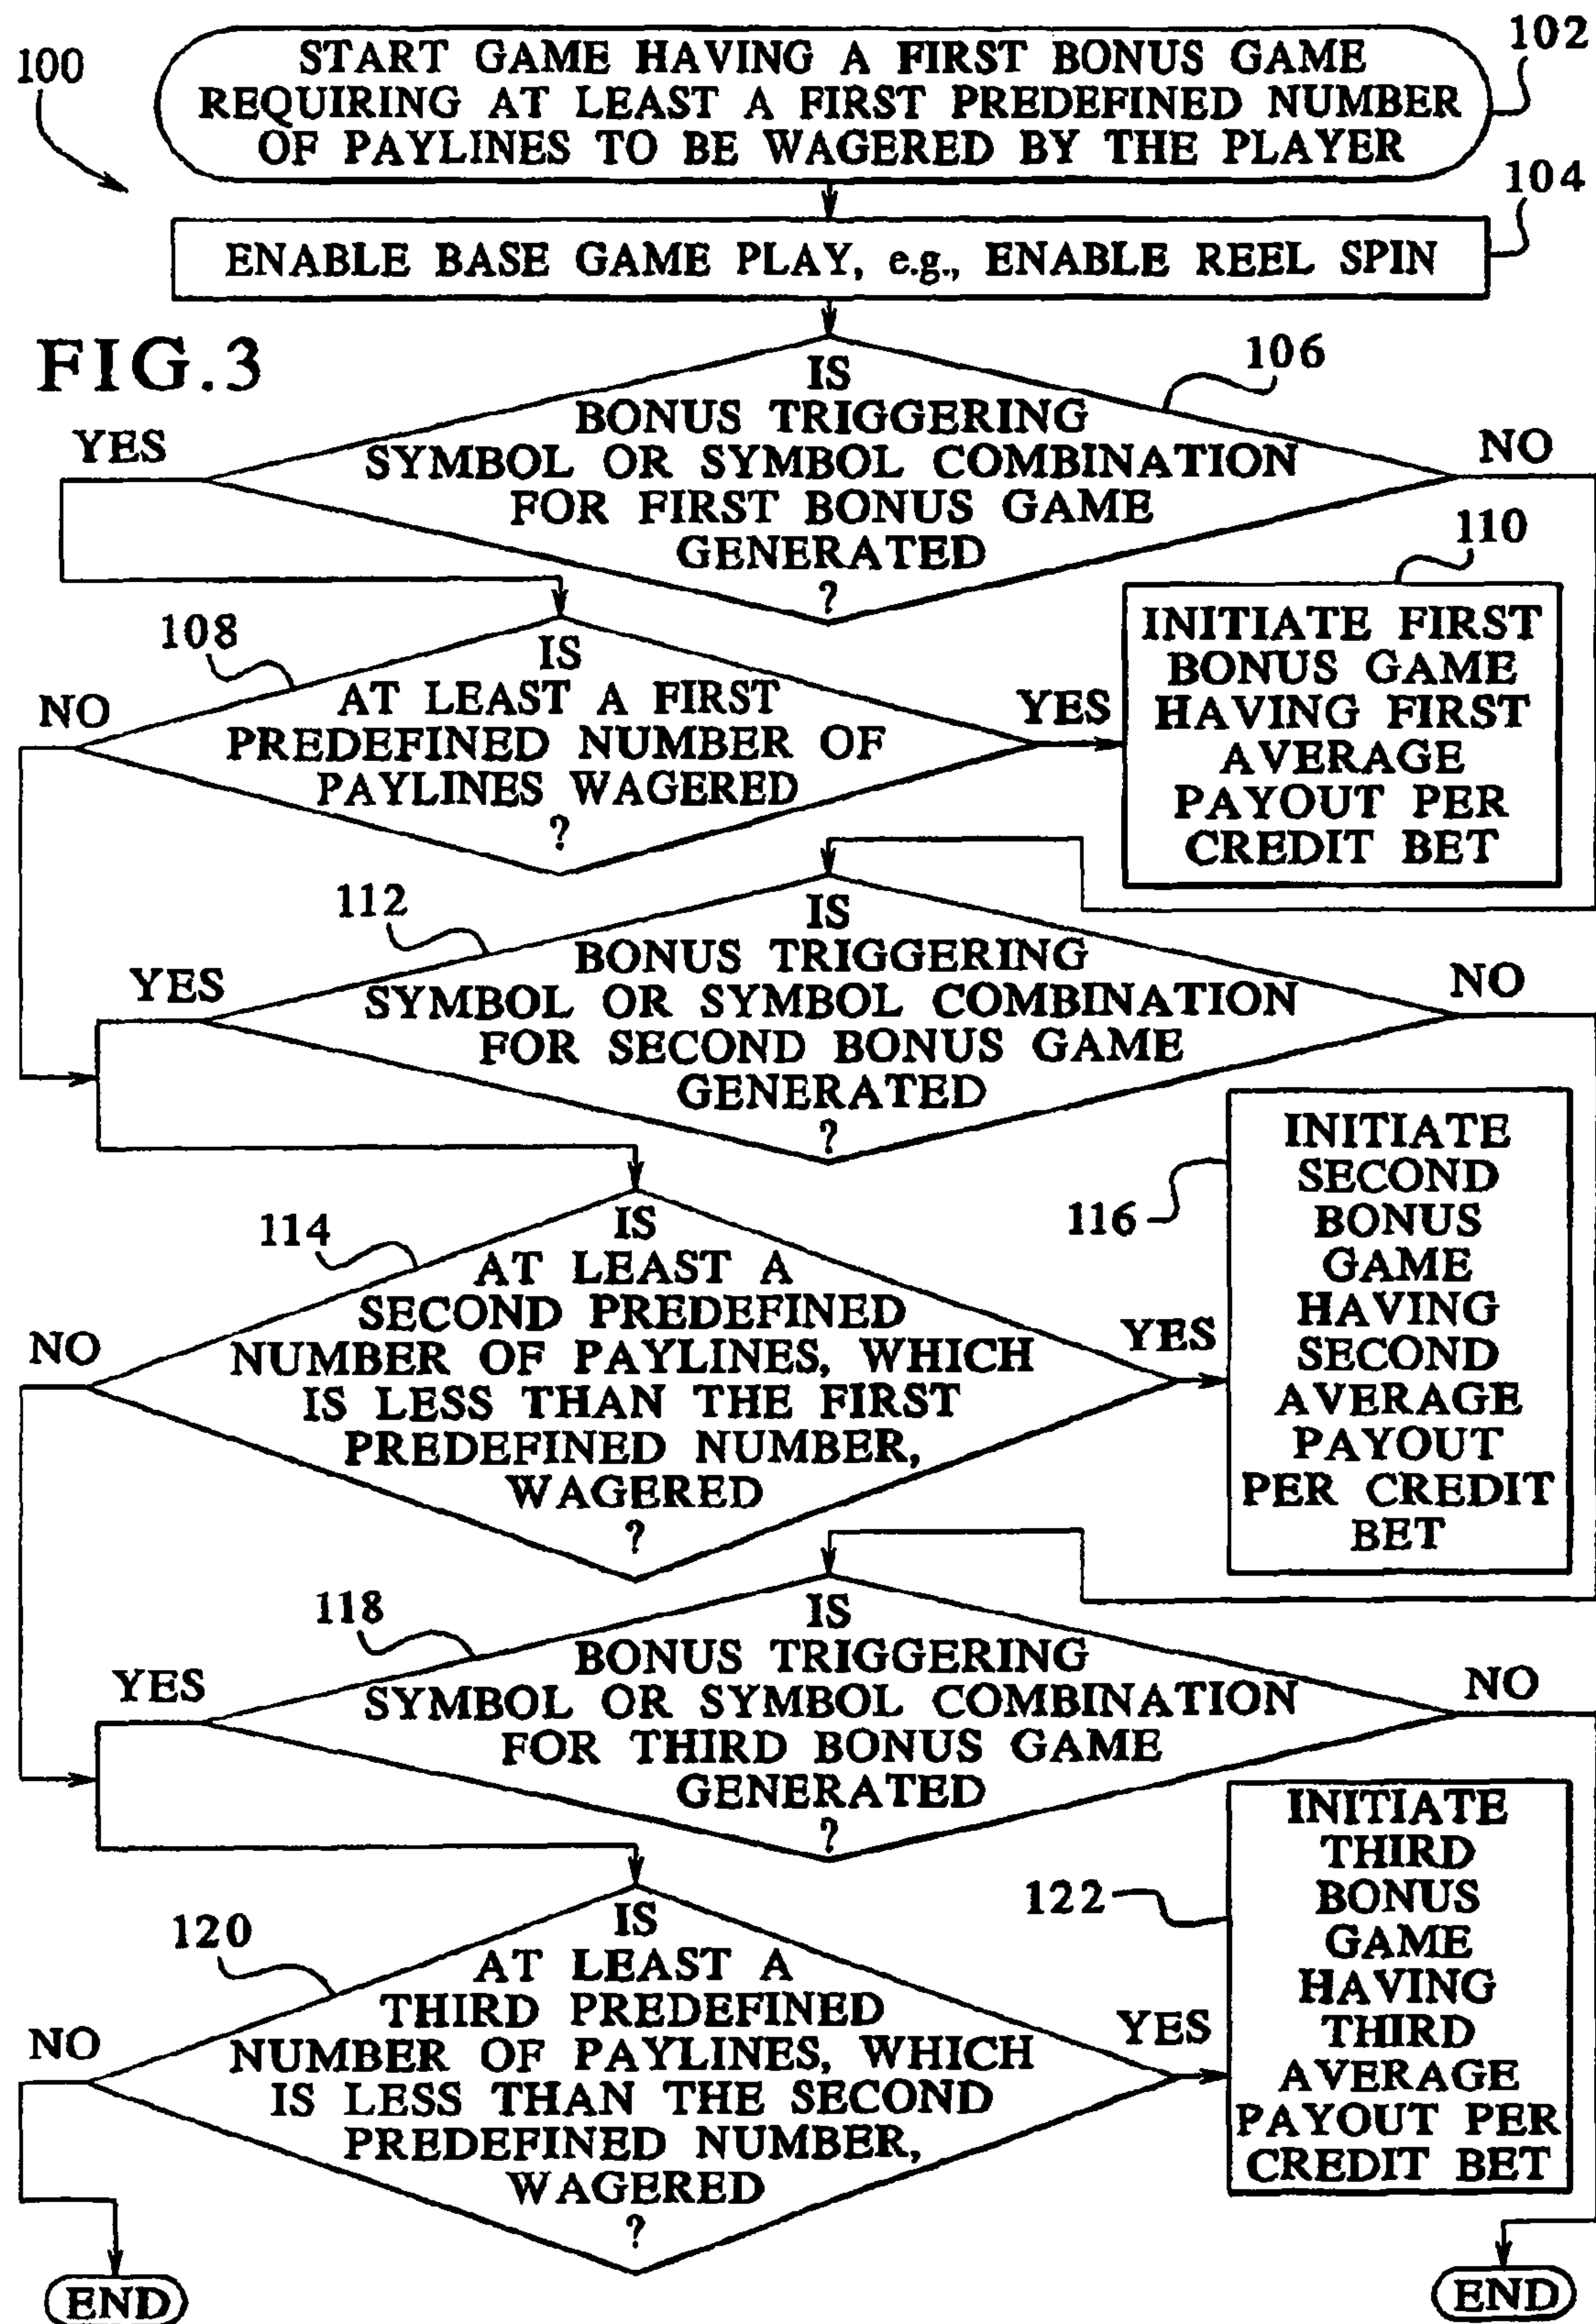 100
START GAME HAVING A FIRST BONUS GAME
REQUIRING AT LEAST A FIRST PREDEFINED NUMBER
OF PAYLINES TO BE WAGERED BY THE PLAYER
102
104
ENABLE BASE GAME PLAY, e.g., ENABLE REEL SPIN
FIG.3
106
IS
BONUS TRIGGERING
SYMBOL OR SYMBOL COMBINATION
FOR FIRST BONUS GAME
GENERATED
?
YES
NO
110
INITIATE FIRST
BONUS GAME
HAVING FIRST
AVERAGE
PAYOUT PER
CREDIT BET
108
IS
AT LEAST A FIRST
PREDEFINED NUMBER OF
PAYLINES WAGERED
?
NO
YES
112
IS
BONUS TRIGGERING
SYMBOL OR SYMBOL COMBINATION
FOR SECOND BONUS GAME
GENERATED
?
YES
NO
114
IS
AT LEAST A
SECOND PREDEFINED
NUMBER OF PAYLINES, WHICH
IS LESS THAN THE FIRST
PREDEFINED NUMBER,
WAGERED
?
NO
YES
116
INITIATE
SECOND
BONUS
GAME
HAVING
SECOND
AVERAGE
PAYOUT
PER CREDIT
BET
118
IS
BONUS TRIGGERING
SYMBOL OR SYMBOL COMBINATION
FOR THIRD BONUS GAME
GENERATED
?
YES
NO
120
IS
AT LEAST A
THIRD PREDEFINED
NUMBER OF PAYLINES, WHICH
IS LESS THAN THE SECOND
PREDEFINED NUMBER,
WAGERED
?
NO
YES
122
INITIATE
THIRD
BONUS
GAME
HAVING
THIRD
AVERAGE
PAYOUT PER
CREDIT BET
END
END